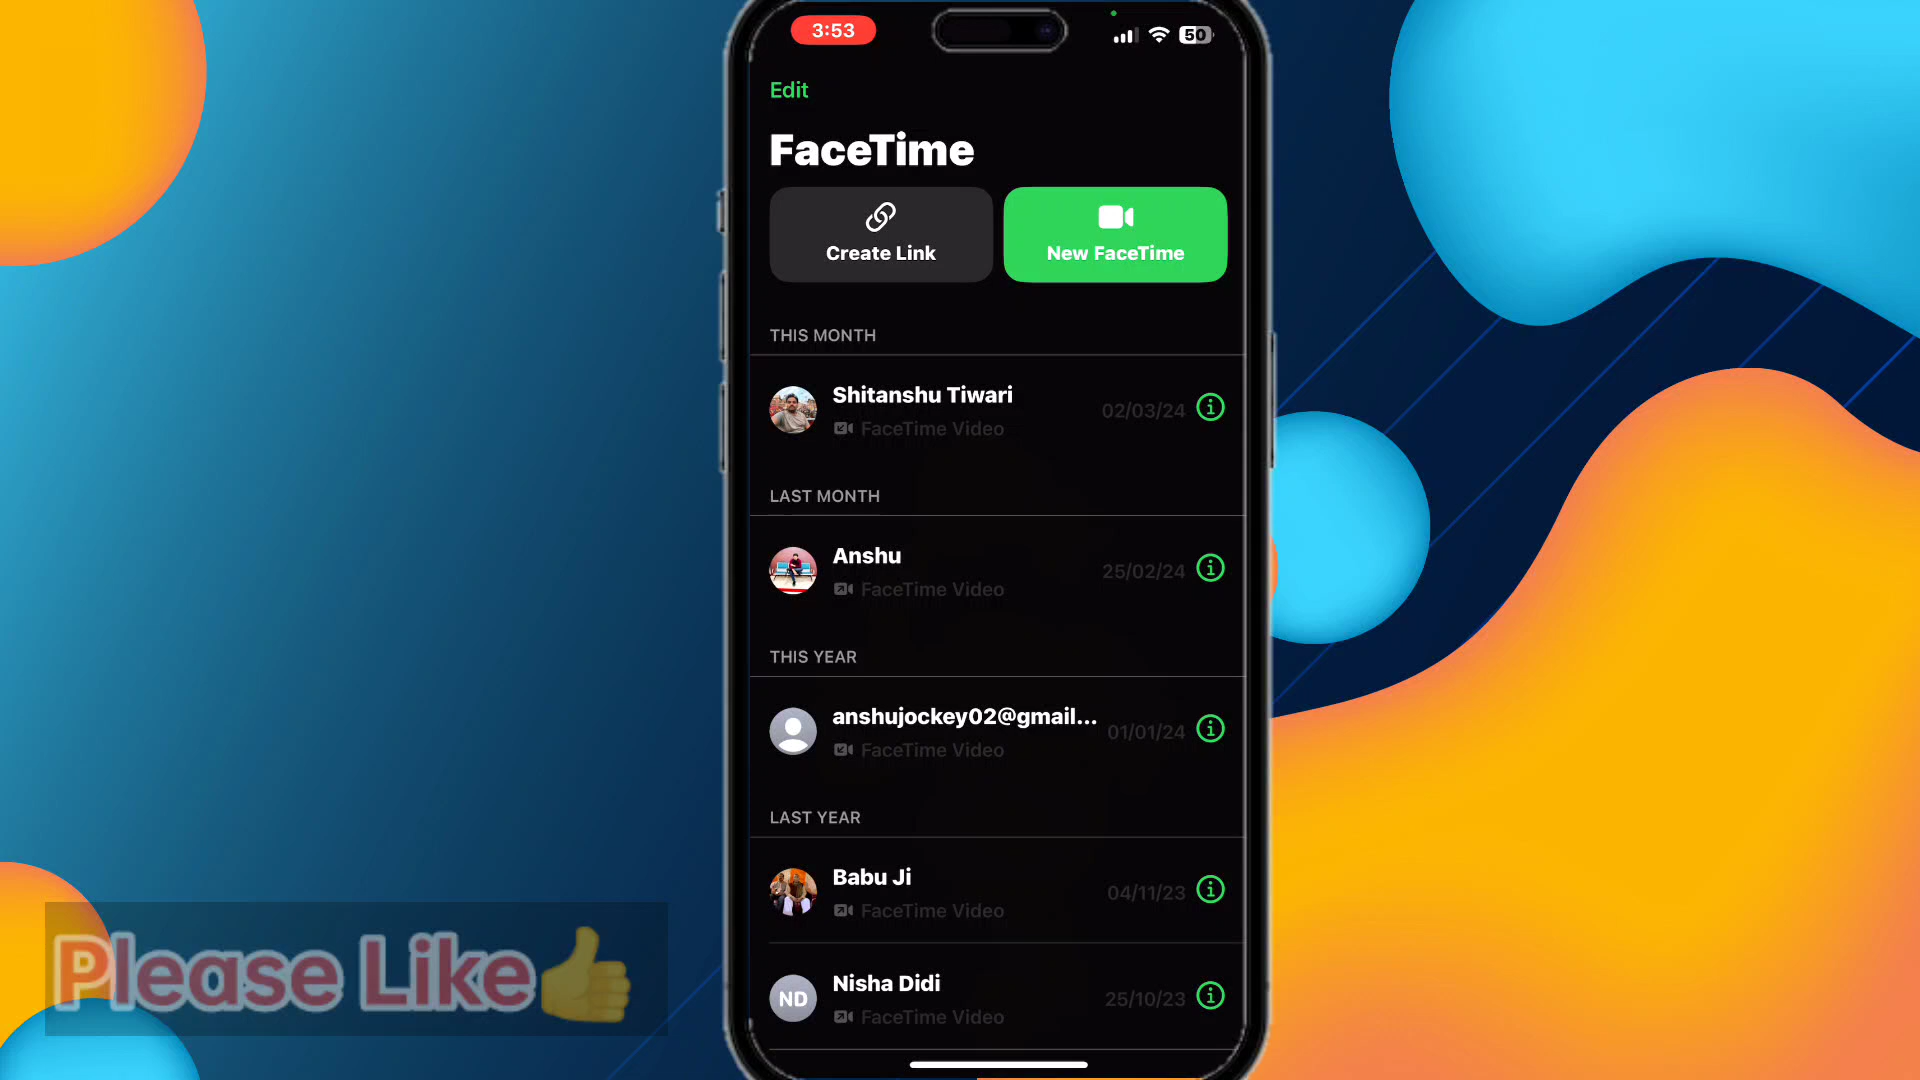 3:53
50
Edit
FaceTime
Create Link
New FaceTime
THIS MONTH
Shitanshu Tiwari
02/03/24
FaceTime Video
LAST MONTH
Anshu
25/02/24
FaceTime Video
THIS YEAR
anshujockey02@gmail...
01/01/24
FaceTime Video
LAST YEAR
Babu Ji
04/11/23
FaceTime Video
ND
Nisha Didi
25/10/23
FaceTime Video
Please Like